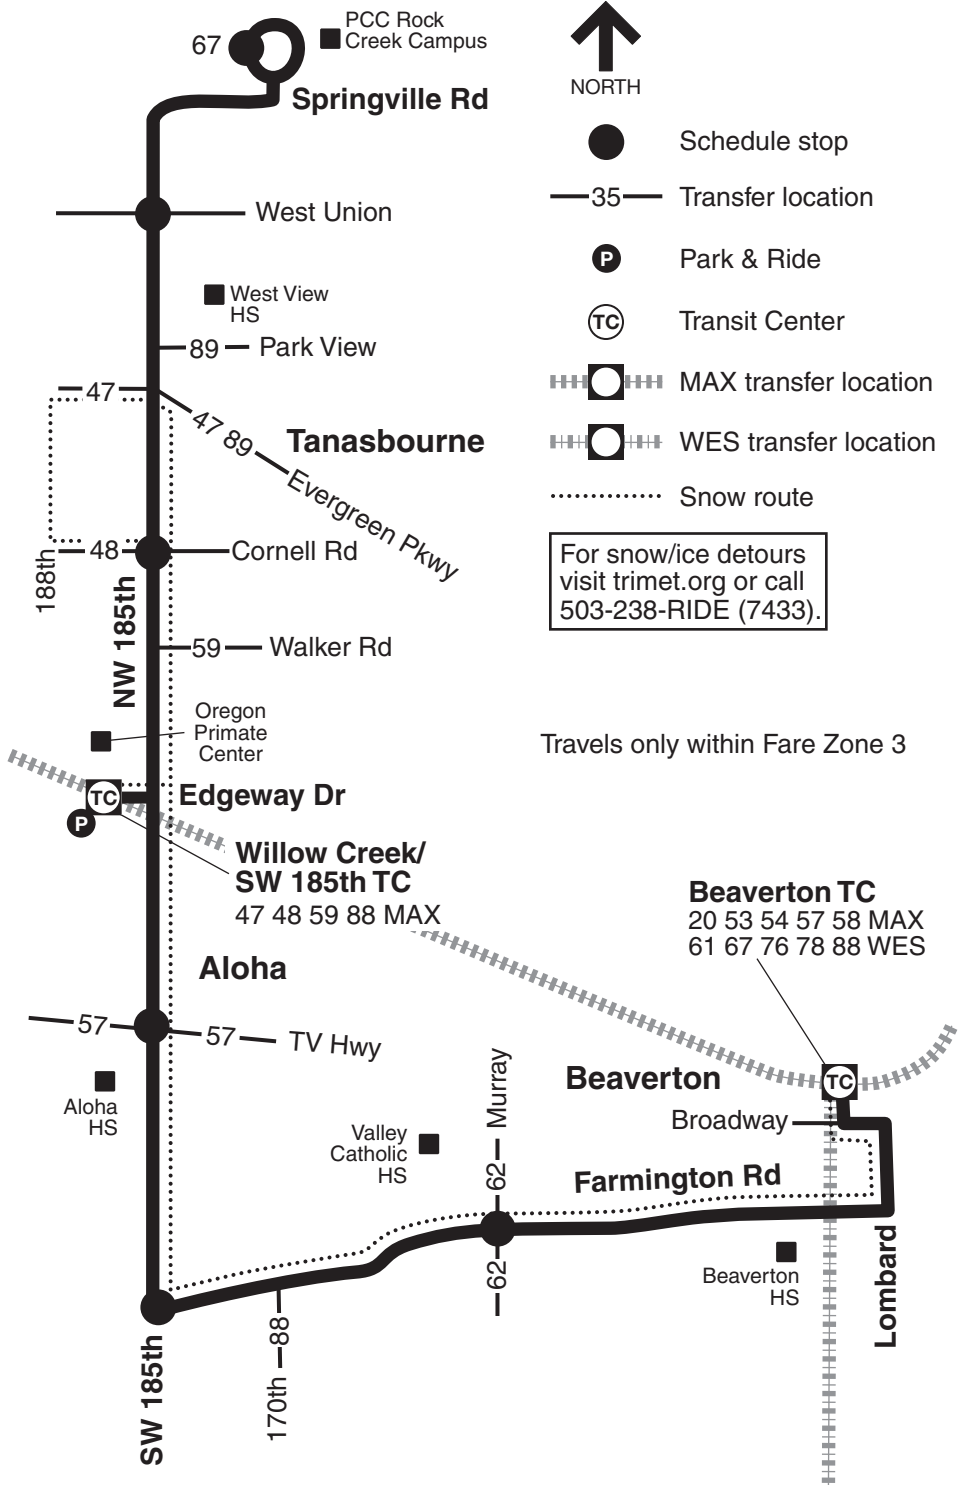 67
PCC Rock
Creek Campus
Springville Rd
West Union
West View
HS
89
Park View
47
47 89
Evergreen Pkwy
Tanasbourne
188th
48
Cornell Rd
NW 185th
59
Walker Rd
Oregon
Primate
Center
TC
P
Edgeway Dr
Willow Creek/
SW 185th TC
47 48 59 88 MAX
Aloha
57
57
TV Hwy
Aloha
HS
Valley
Catholic
HS
Murray
62
62
SW 185th
88
170th
Farmington Rd
Beaverton
HS
Lombard
Broadway
Beaverton
TC
Beaverton TC
20 53 54 57 58 MAX
61 67 76 78 88 WES
NORTH
Schedule stop
35
Transfer location
P
Park & Ride
TC
Transit Center
MAX transfer location
WES transfer location
Snow route
For snow/ice detours
visit trimet.org or call
503-238-RIDE (7433).
Travels only within Fare Zone 3